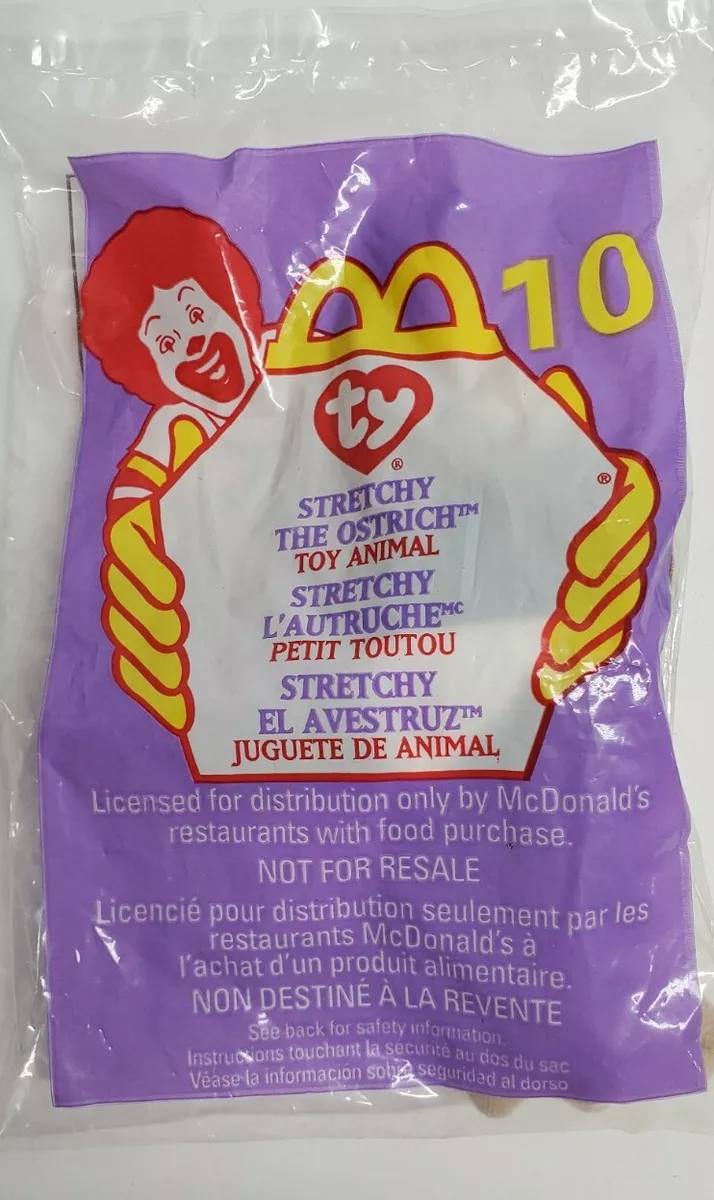 10
ty®
®
STRETCHY
THE OSTRICH™
TOY ANIMAL
STRETCHY
L'AUTRUCHEᴹᶜ
PETIT TOUTOU
STRETCHY
EL AVESTRUZ™
JUGUETE DE ANIMAL
Licensed for distribution only by McDonald's
restaurants with food purchase.
NOT FOR RESALE
Licencié pour distribution seulement par les
restaurants McDonald's à
l'achat d'un produit alimentaire.
NON DESTINÉ À LA REVENTE
See back for safety information.
Instructions touchant la sécurité au dos du sac
Véase la información sobre seguridad al dorso